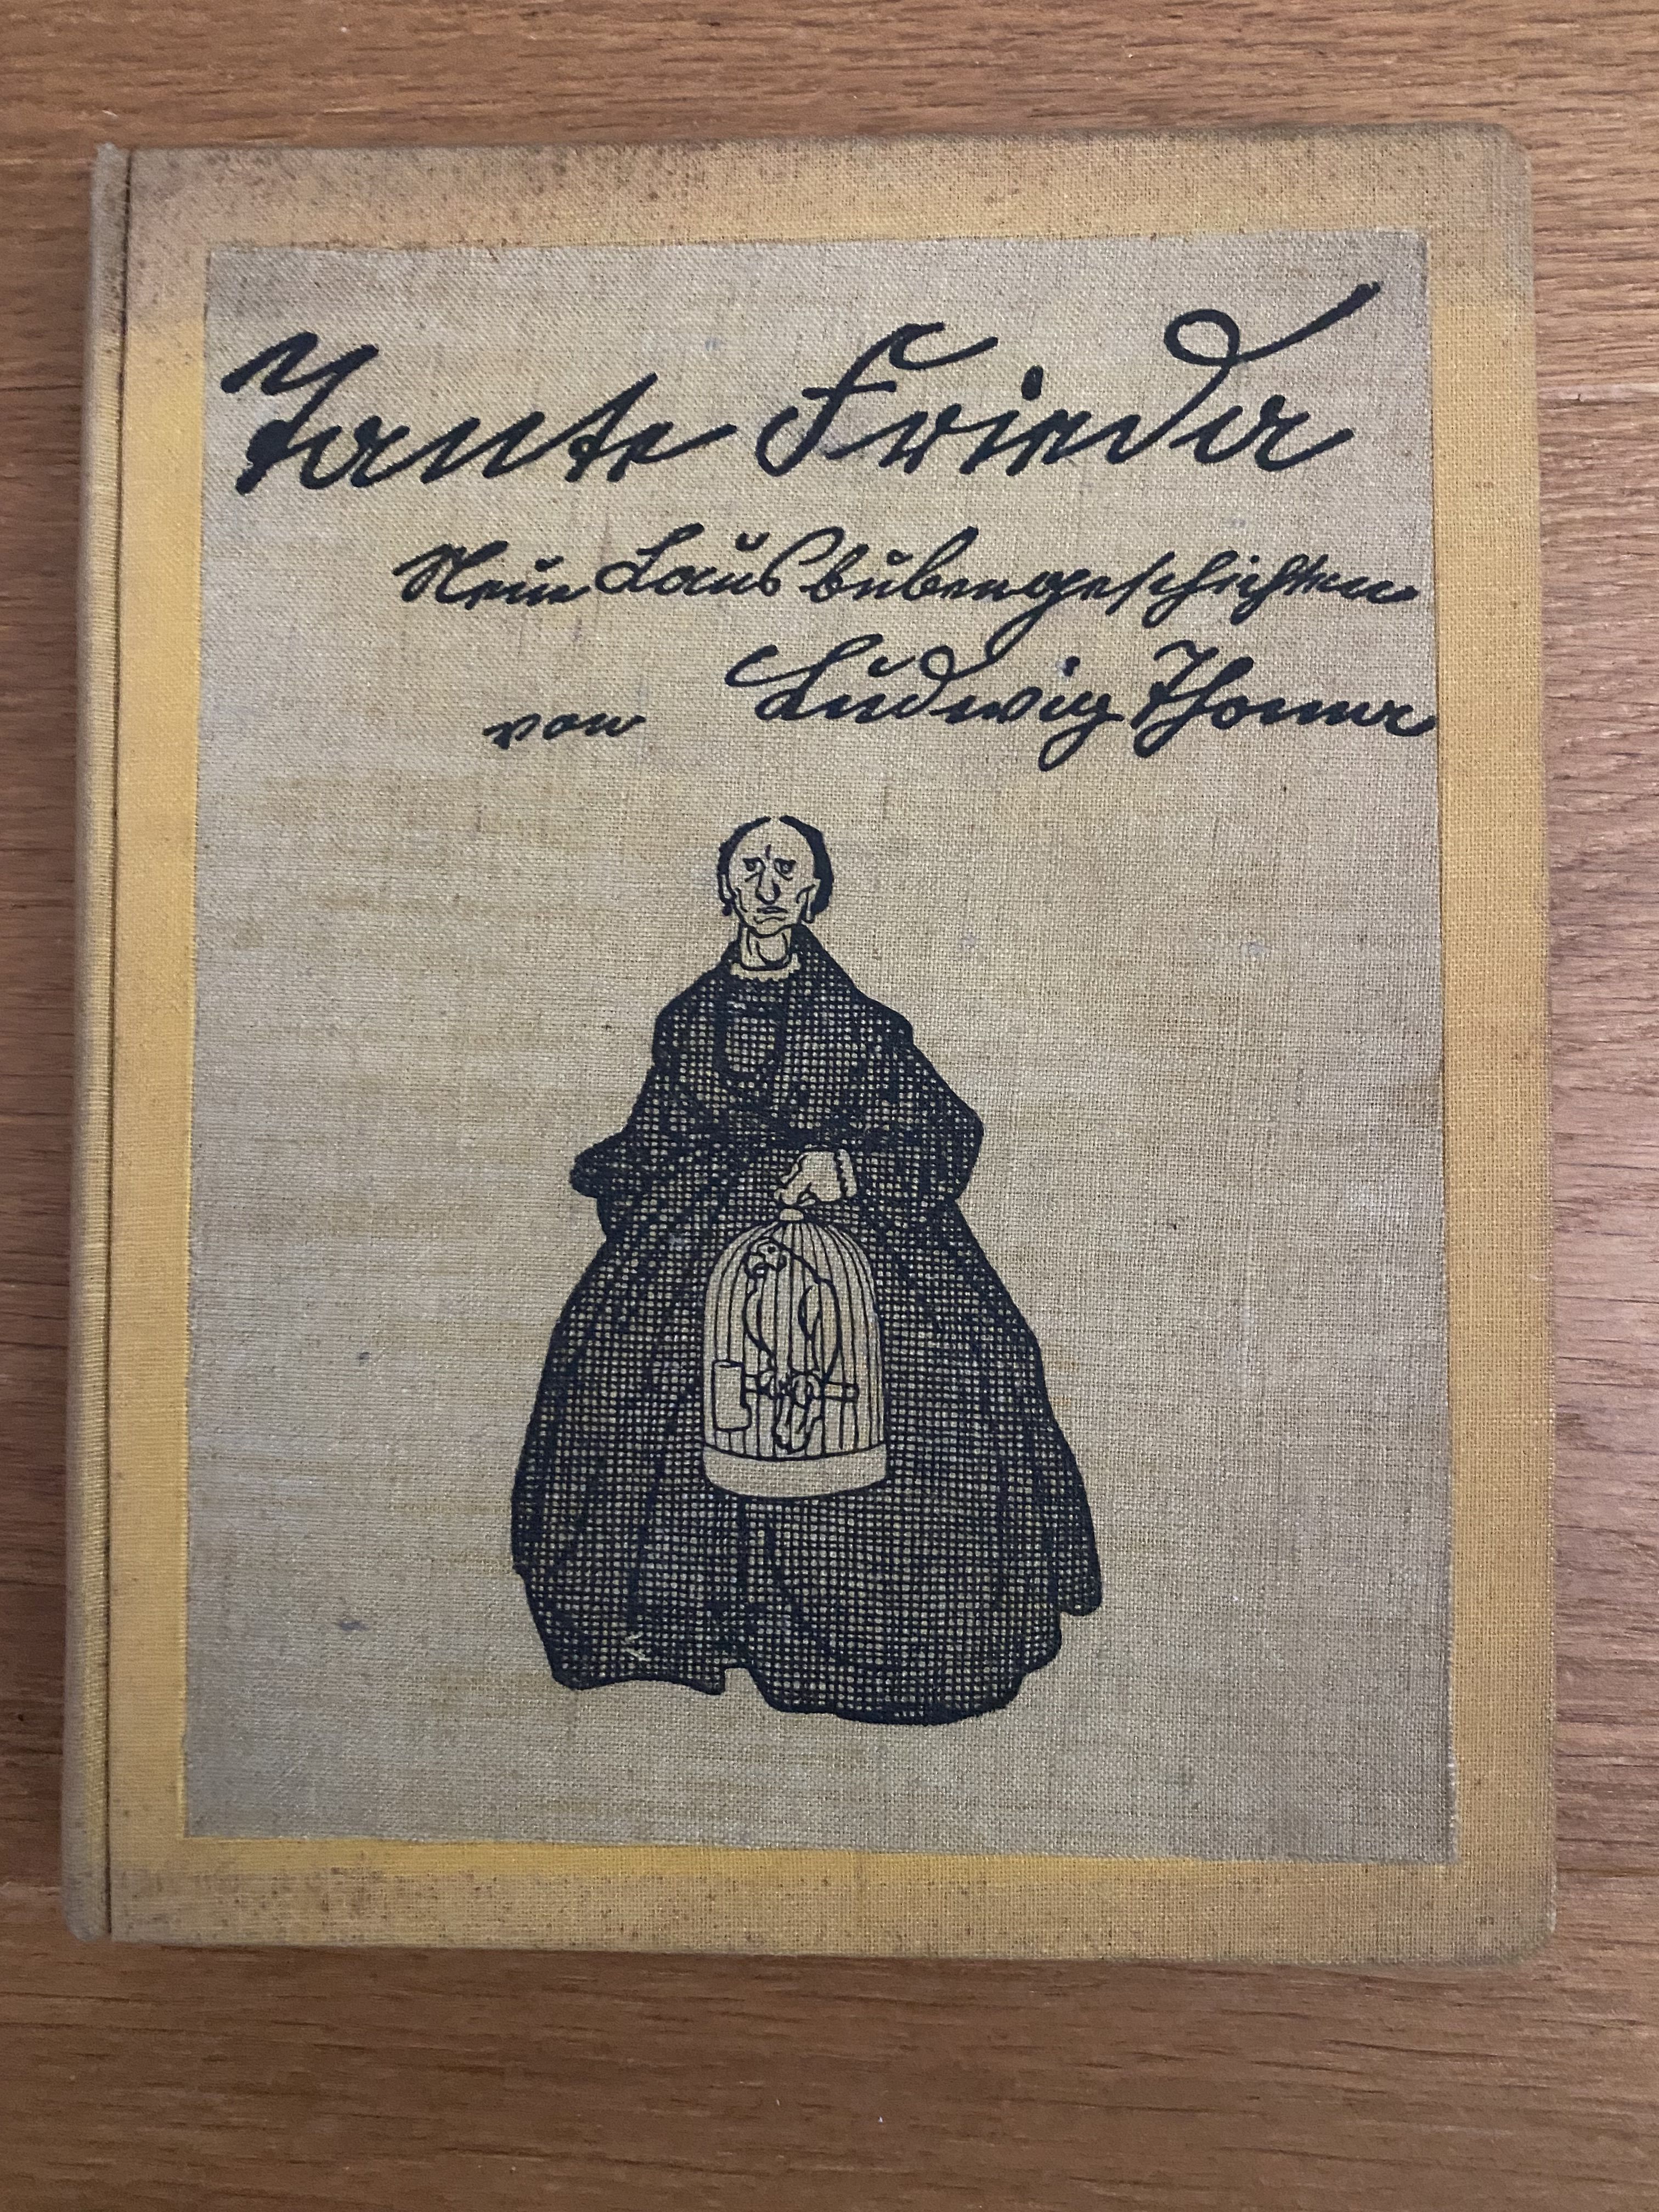 Tante Frieda
Neue Lausbubengeschichten
von Ludwig Thoma